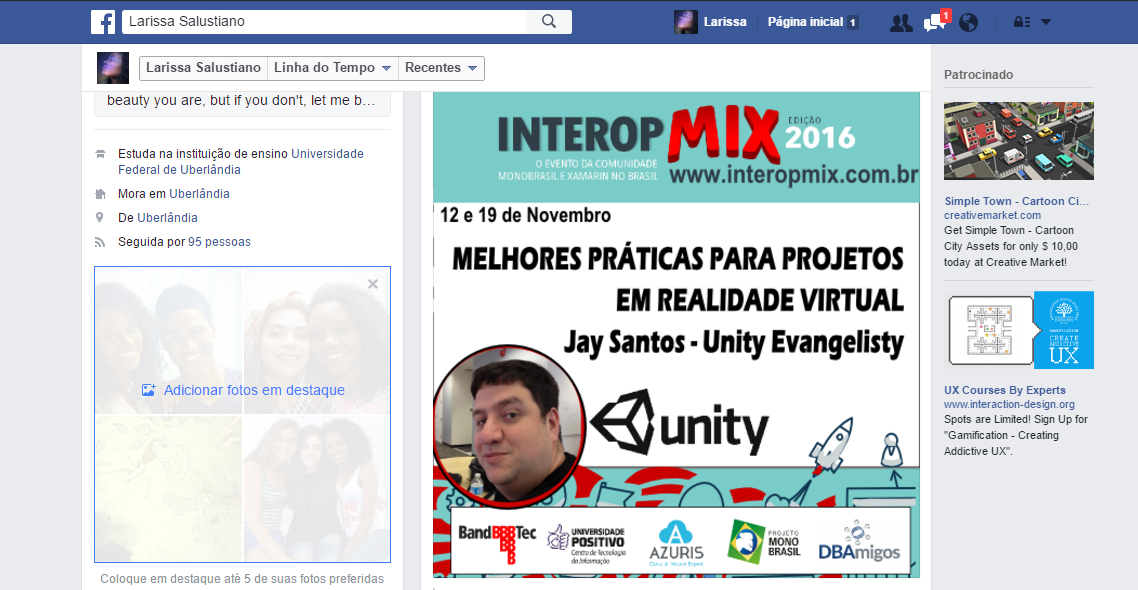 Larissa Salustiano
Larissa
Página inicial 1
1
Larissa Salustiano
Linha do Tempo
Recentes
beauty you are, but if you don't, let me b...
Estuda na instituição de ensino Universidade
Federal de Uberlândia
Mora em Uberlândia
De Uberlândia
Seguida por 95 pessoas
Adicionar fotos em destaque
Coloque em destaque até 5 de suas fotos preferidas
INTEROP MIX EDIÇÃO
2016
O EVENTO DA COMUNIDADE
MONOBRASIL E XAMARIN NO BRASIL
www.interopmix.com.br
12 e 19 de Novembro
MELHORES PRÁTICAS PARA PROJETOS
EM REALIDADE VIRTUAL
Jay Santos - Unity Evangelisty
unity
BandTec
UNIVERSIDADE
POSITIVO
Centro de Tecnologia
da Informação
AZURIS
PROJETO
MONO
BRASIL
DBAmigos
Patrocinado
Simple Town - Cartoon Ci...
creativemarket.com
Get Simple Town - Cartoon
City Assets for only $ 10,00
today at Creative Market!
GAMIFICATION
CREATE
ADDICTIVE
UX
UX Courses By Experts
www.interaction-design.org
Spots are Limited! Sign Up for
"Gamification - Creating
Addictive UX".